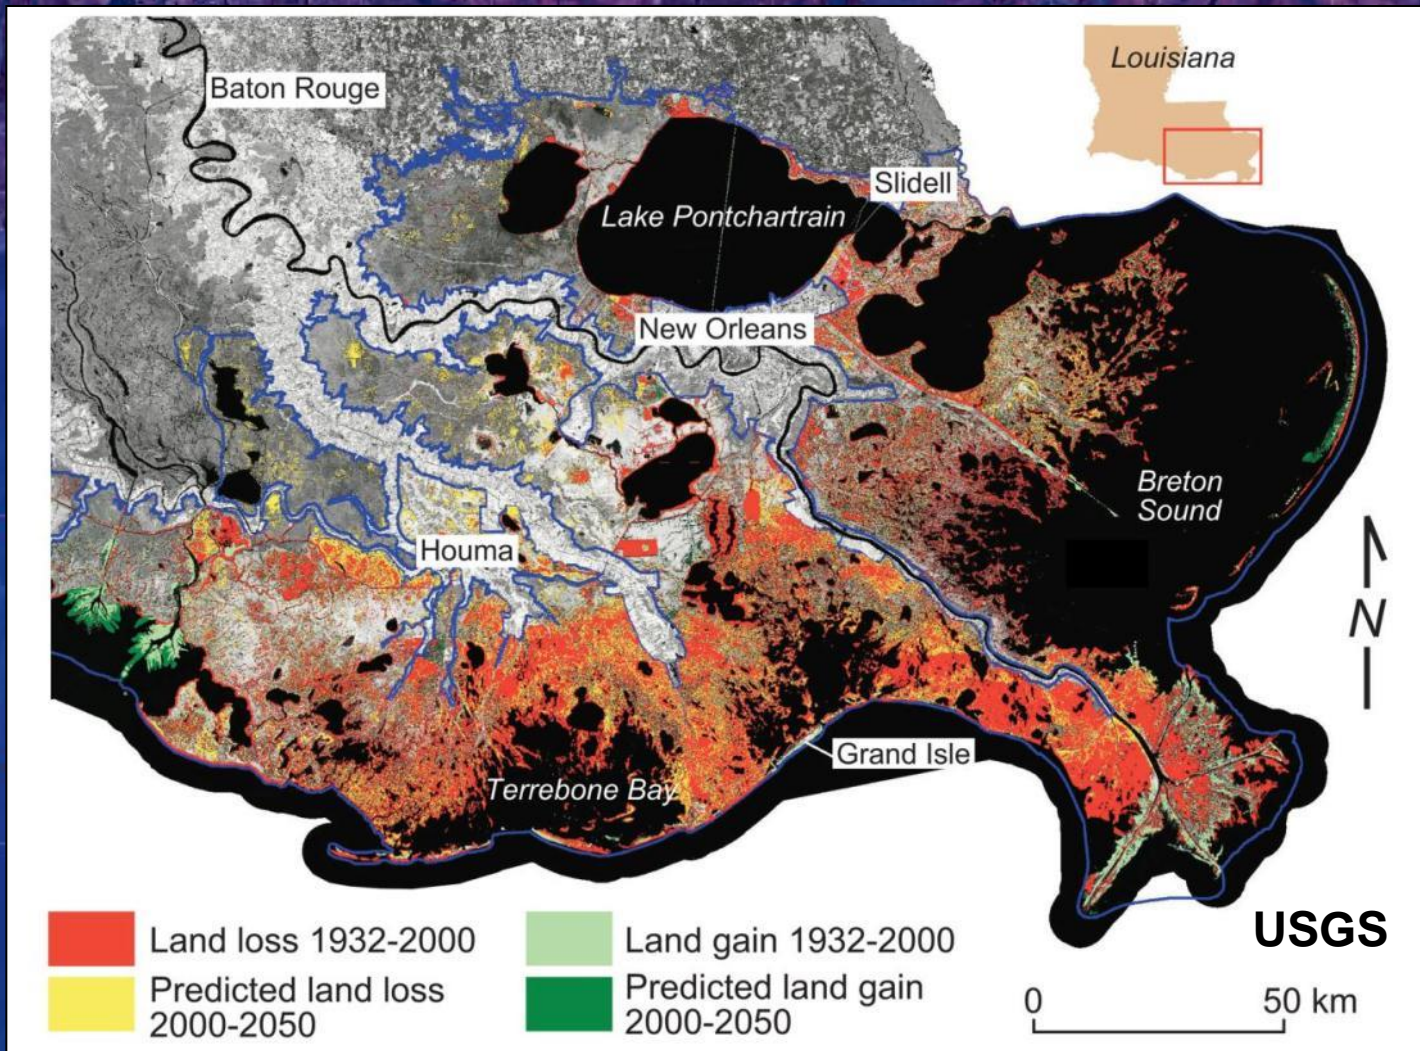 Louisiana
Baton Rouge
Slidell
Lake Pontchartrain
New Orleans
Breton
Sound
Houma
N
Grand Isle
Terrebone Bay
USGS
Land loss 1932-2000
Land gain 1932-2000
Predicted land loss
2000-2050
Predicted land gain
2000-2050
0
50 km